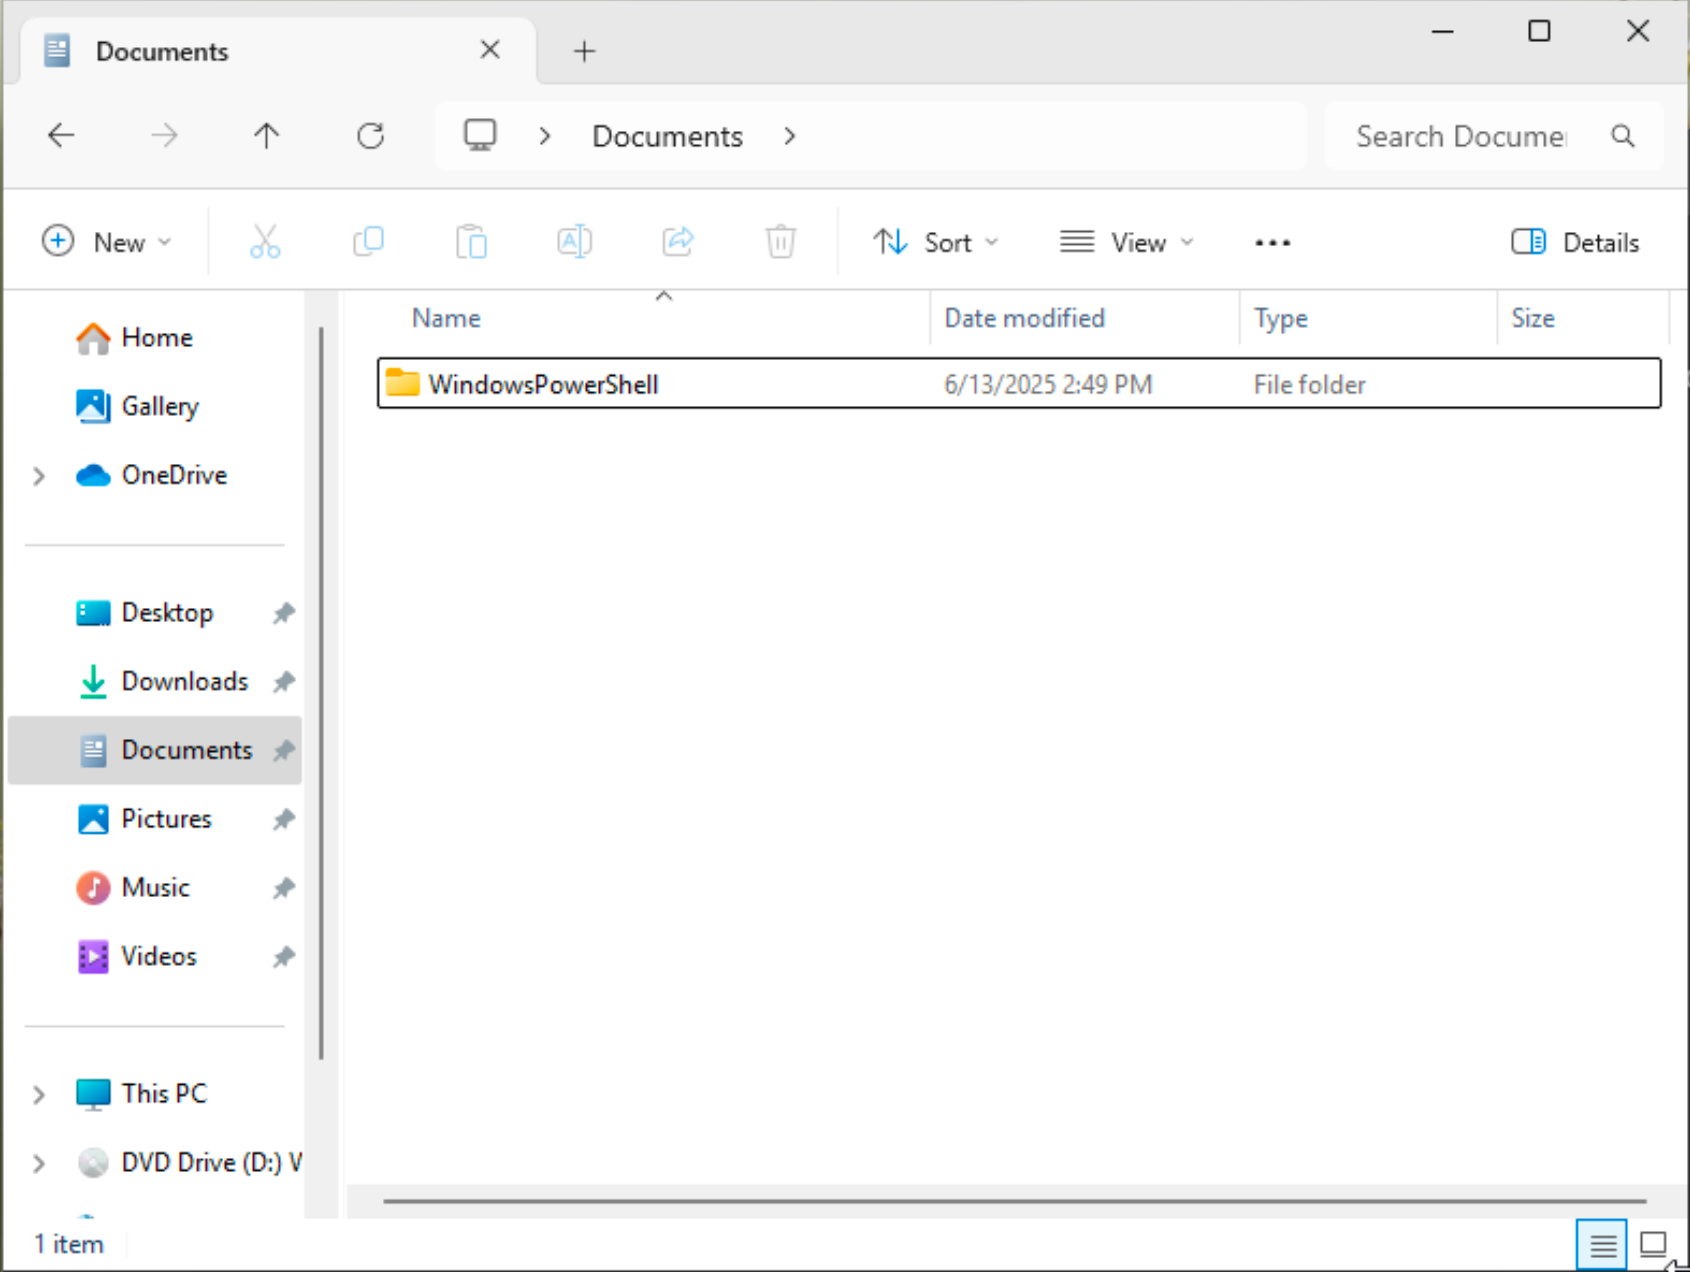 Documents
Documents
Search Docume
New
Sort
View
Details
Name
Date modified
Type
Size
WindowsPowerShell
6/13/2025 2:49 PM
File folder
Home
Gallery
OneDrive
Desktop
Downloads
Documents
Pictures
Music
Videos
This PC
DVD Drive (D:) W
1 item